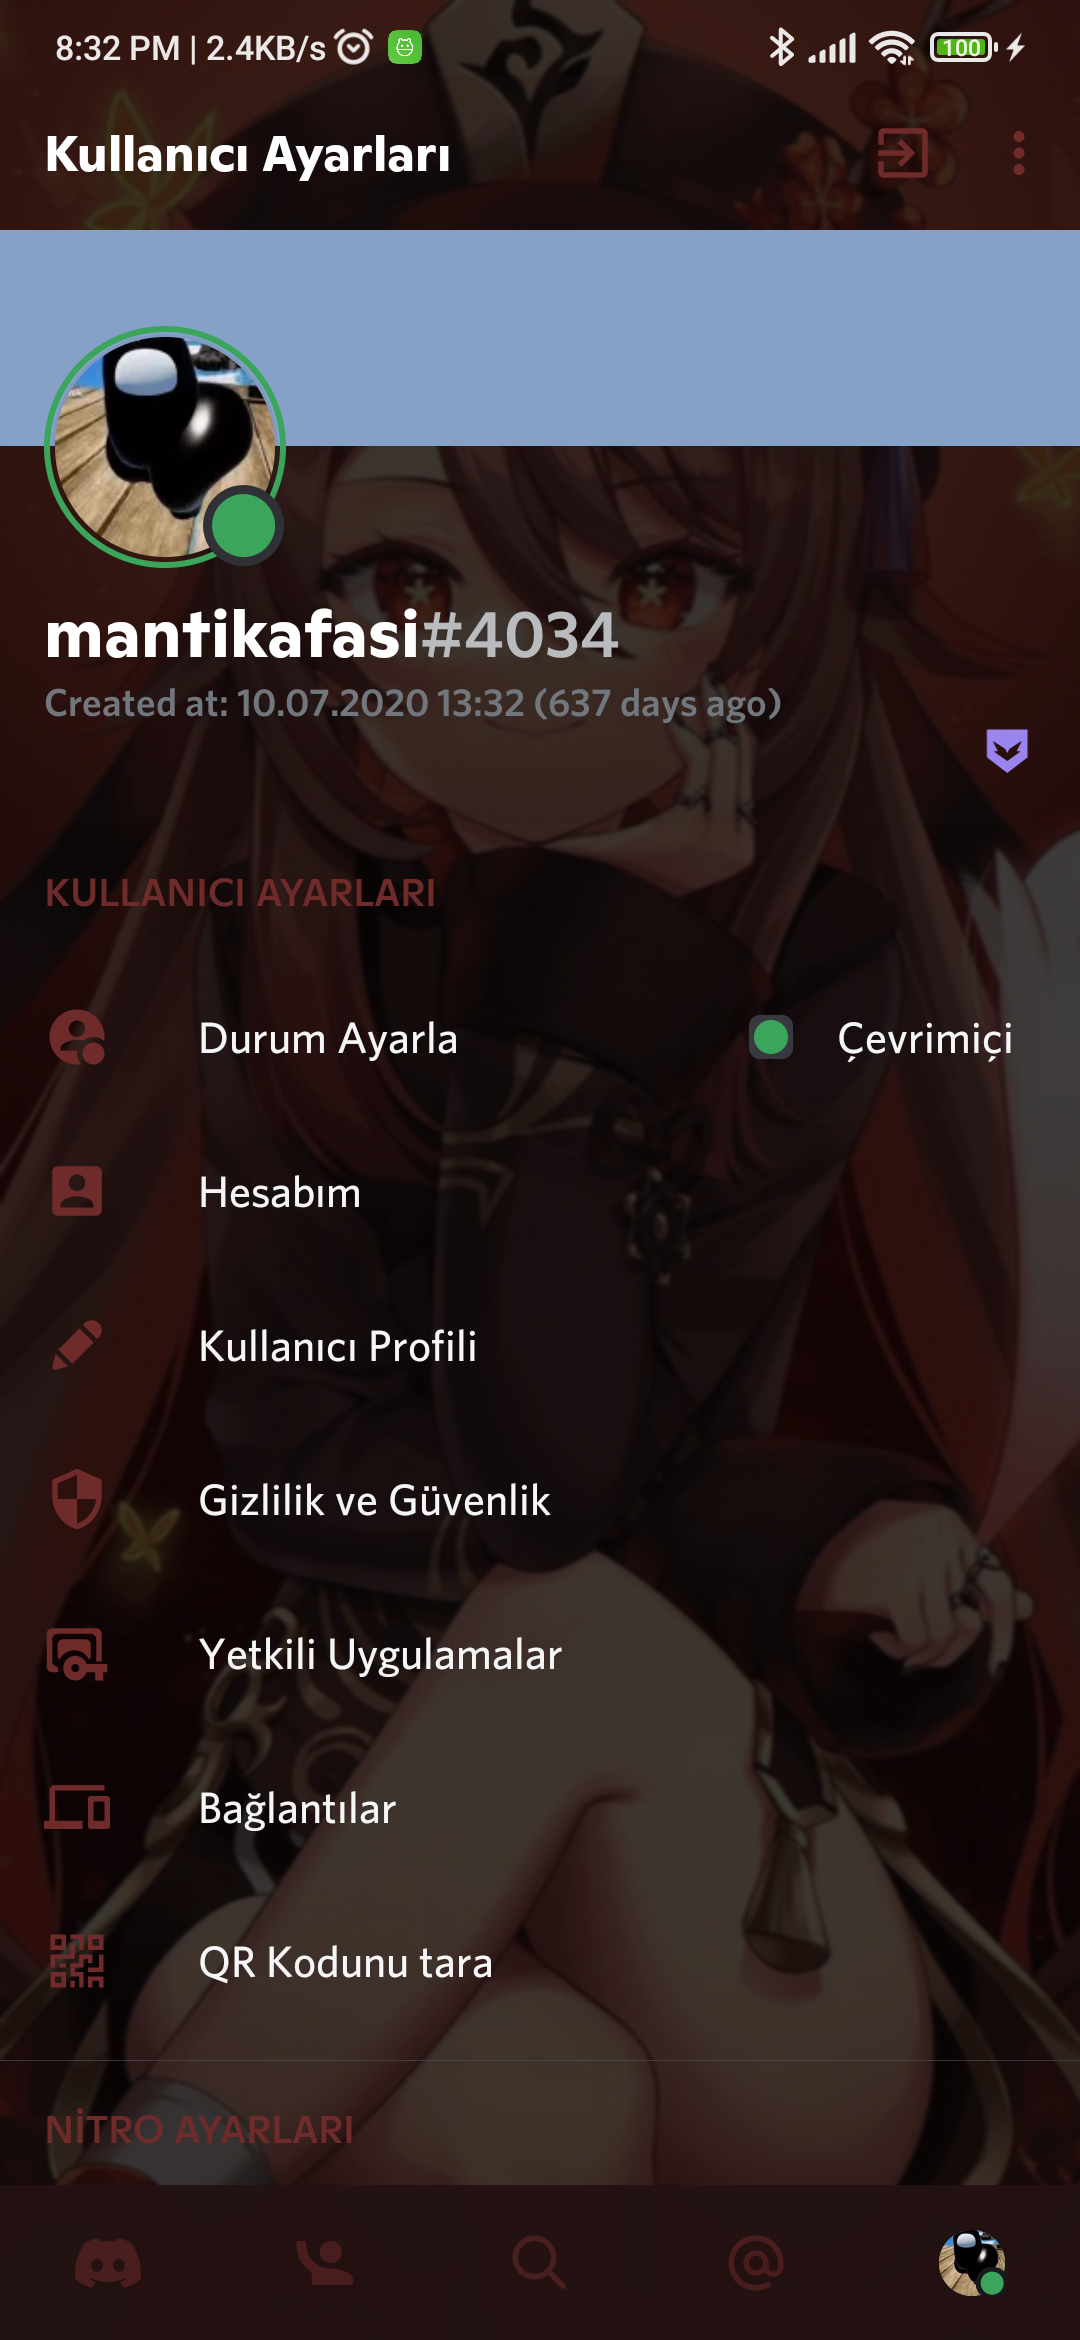 8:32 PM | 2.4KB/s
100
Kullanıcı Ayarları
mantikafasi#4034
Created at: 10.07.2020 13:32 (637 days ago)
KULLANICI AYARLARI
Durum Ayarla Çevrimiçi
Hesabım
Kullanıcı Profili
Gizlilik ve Güvenlik
Yetkili Uygulamalar
Bağlantılar
QR Kodunu tara
NİTRO AYARLARI